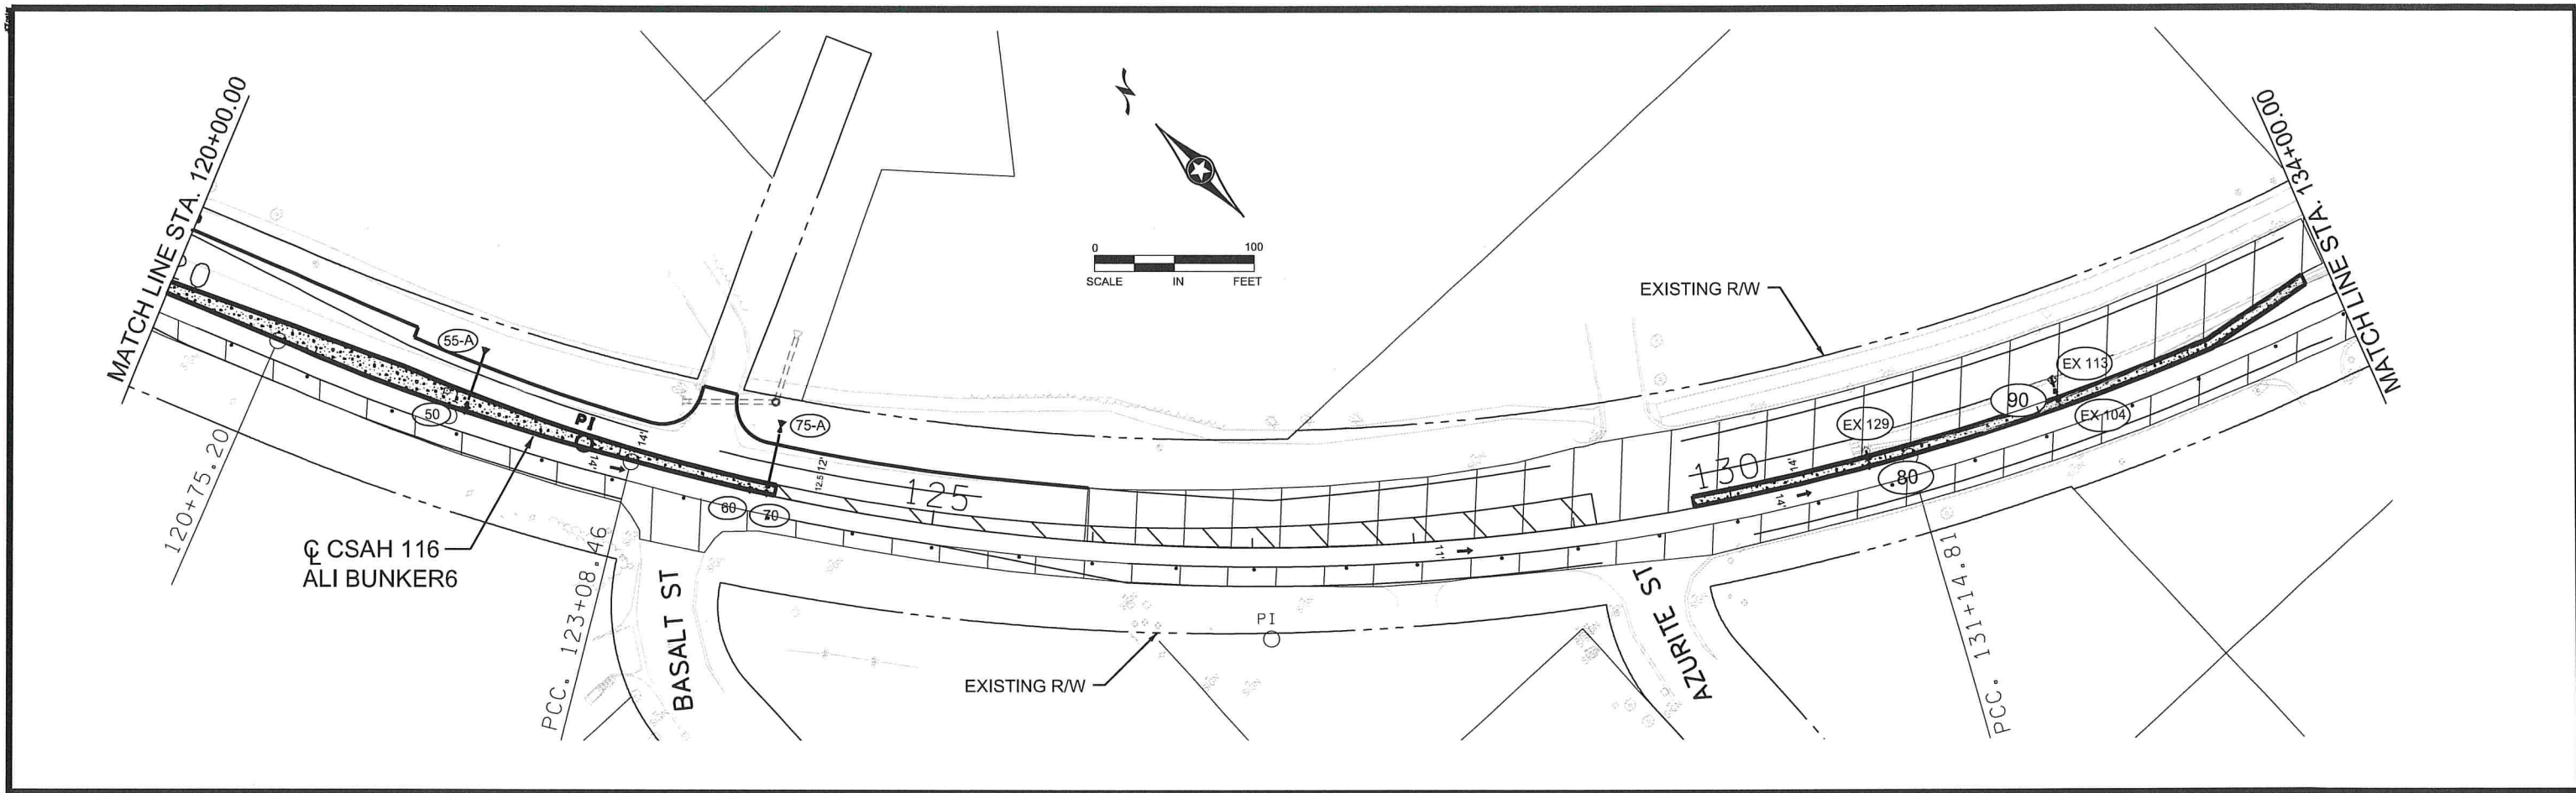 MATCH LINE STA. 120+00.00
MATCH LINE STA. 134+00.00
0 100
SCALE IN FEET
EXISTING R/W
55-A
50
PI
14'
14'
75-A
12.5'
12'
60
70
125
130
14'
14'
11'
EX 129
EX 113
90
EX 104
80
120+75.20
℄ CSAH 116
ALI BUNKER6
PCC. 123+08.46
BASALT ST
EXISTING R/W
PI
AZURITE ST
PCC. 131+14.81